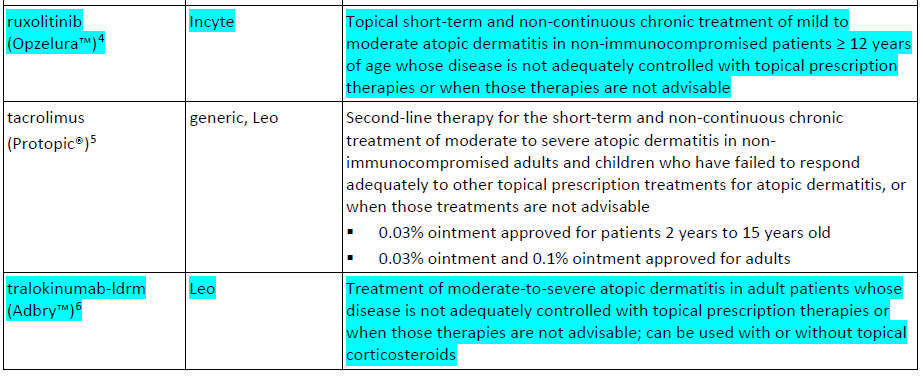 ruxolitinib
(Opzelura™)4
Incyte
Topical short-term and non-continuous chronic treatment of mild to
moderate atopic dermatitis in non-immunocompromised patients ≥ 12 years
of age whose disease is not adequately controlled with topical prescription
therapies or when those therapies are not advisable
tacrolimus
(Protopic®)5
generic, Leo
Second-line therapy for the short-term and non-continuous chronic
treatment of moderate to severe atopic dermatitis in non-
immunocompromised adults and children who have failed to respond
adequately to other topical prescription treatments for atopic dermatitis, or
when those treatments are not advisable
▪ 0.03% ointment approved for patients 2 years to 15 years old
▪ 0.03% ointment and 0.1% ointment approved for adults
tralokinumab-ldrm
(Adbry™)6
Leo
Treatment of moderate-to-severe atopic dermatitis in adult patients whose
disease is not adequately controlled with topical prescription therapies or
when those therapies are not advisable; can be used with or without topical
corticosteroids